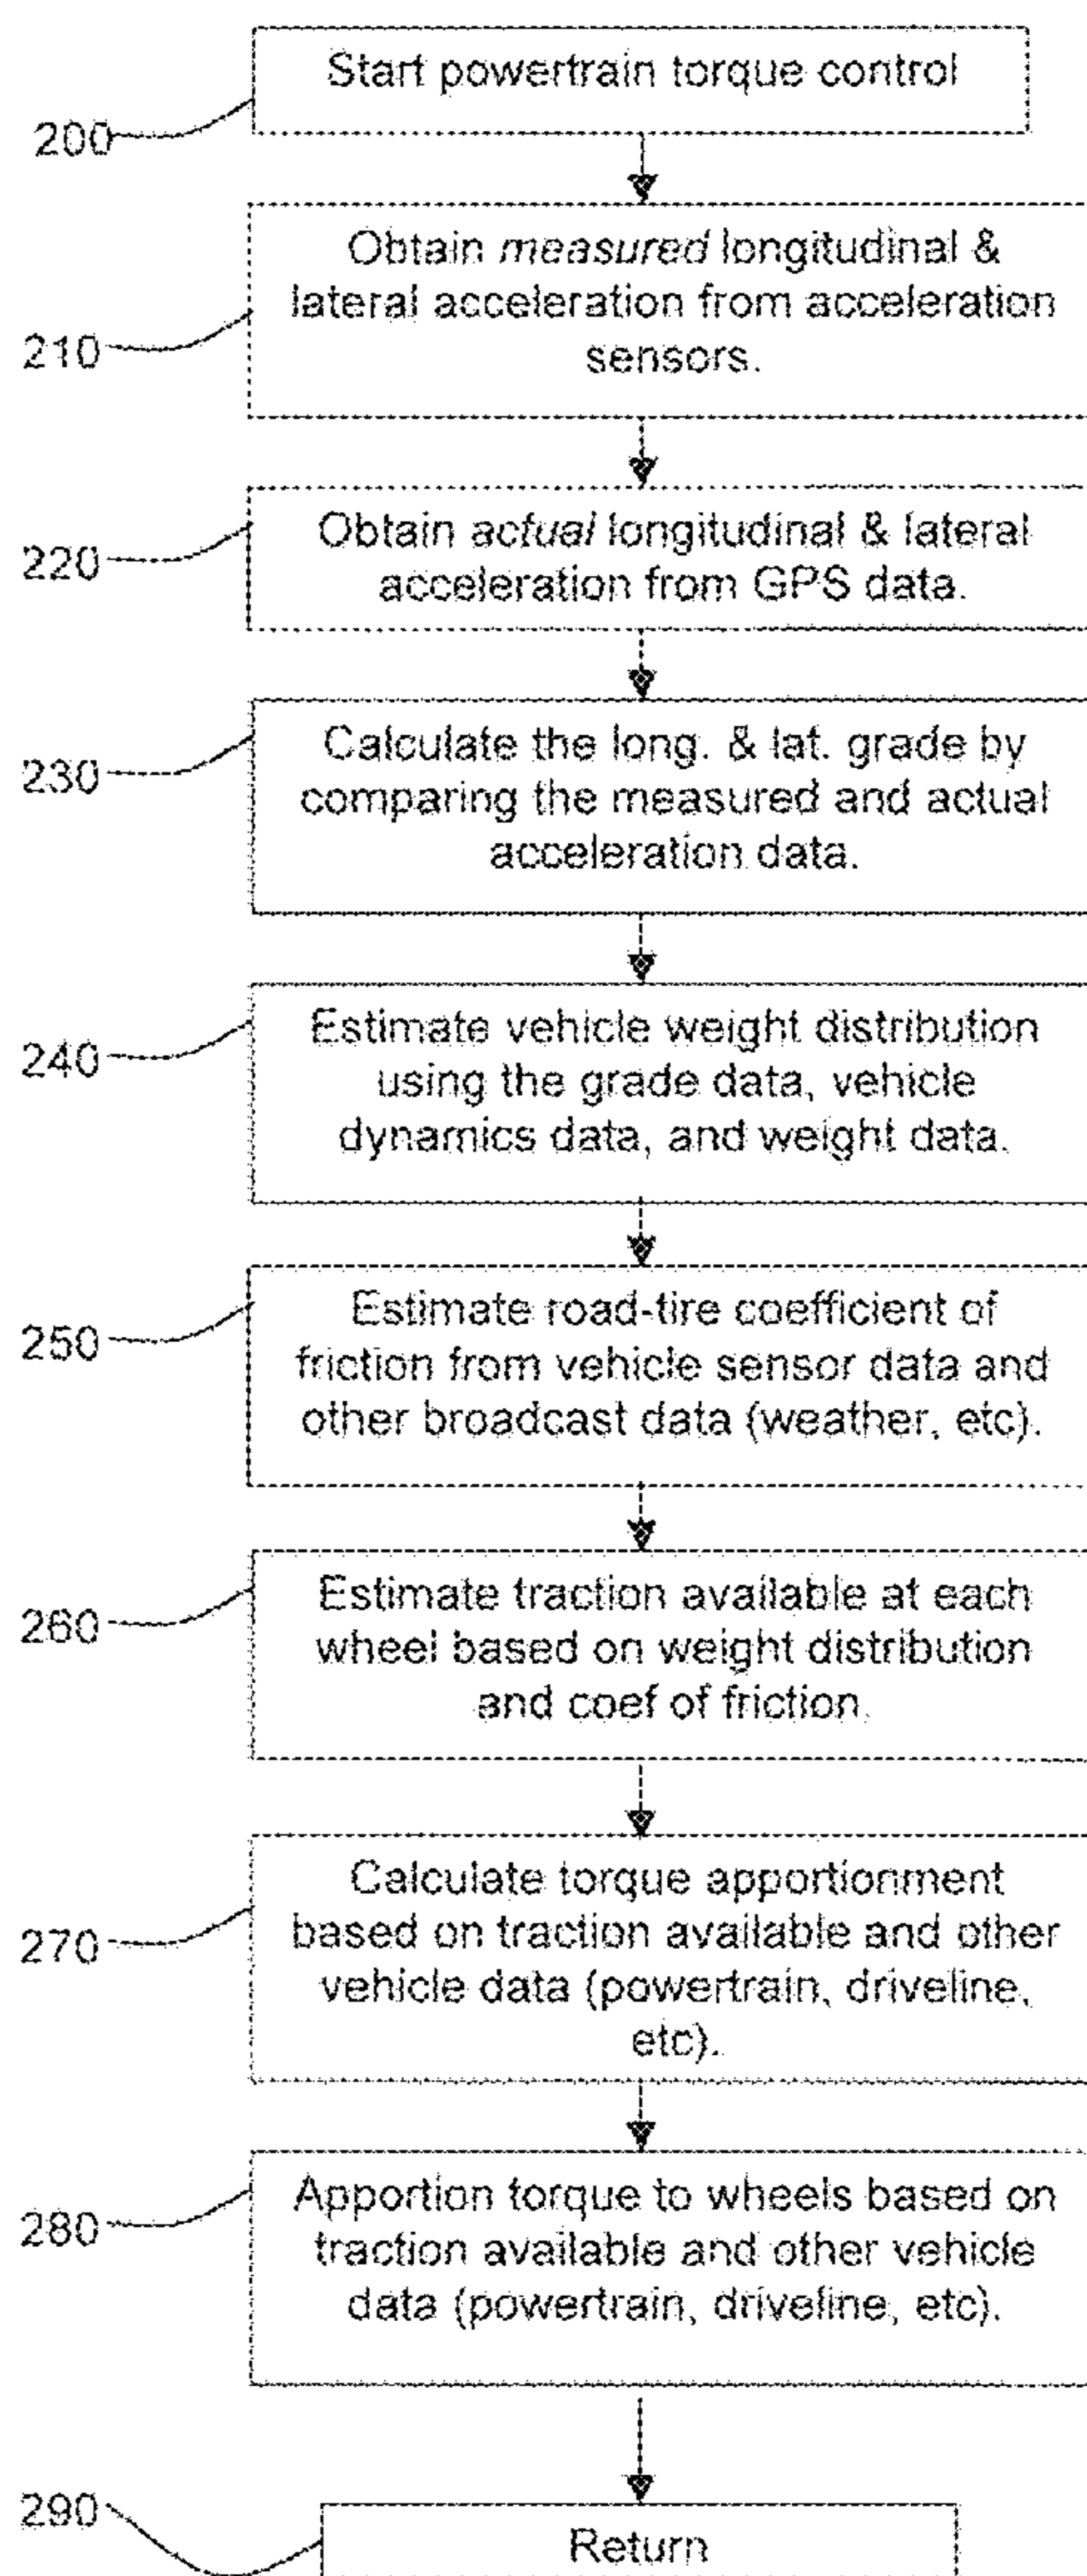 Start powertrain torque control
200
Obtain measured longitudinal &
lateral acceleration from acceleration
sensors.
210
Obtain actual longitudinal & lateral
acceleration from GPS data.
220
Calculate the long. & lat. grade by
comparing the measured and actual
acceleration data.
230
Estimate vehicle weight distribution
using the grade data, vehicle
dynamics data, and weight data.
240
Estimate road-tire coefficient of
friction from vehicle sensor data and
other broadcast data (weather, etc).
250
Estimate traction available at each
wheel based on weight distribution
and coef of friction.
260
Calculate torque apportionment
based on traction available and other
vehicle data (powertrain, driveline,
etc).
270
Apportion torque to wheels based on
traction available and other vehicle
data (powertrain, driveline, etc).
280
290
Return